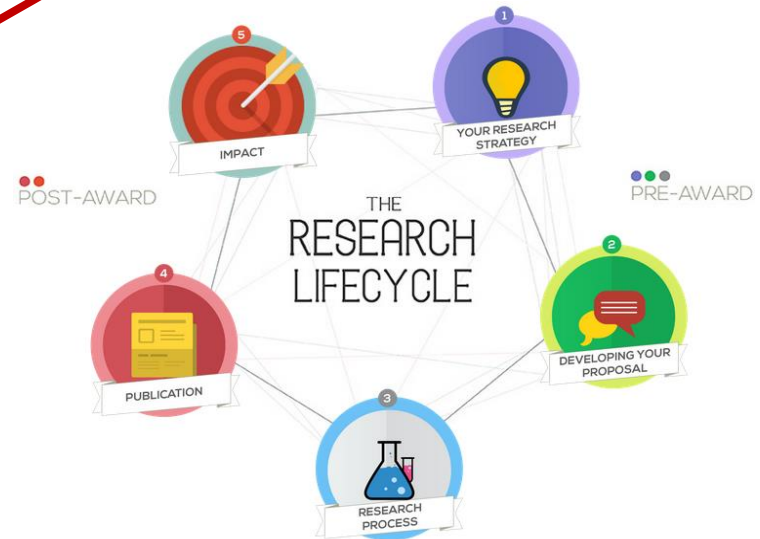 THE
RESEARCH
LIFECYCLE
1
YOUR RESEARCH
STRATEGY
PRE-AWARD
2
DEVELOPING YOUR
PROPOSAL
3
RESEARCH
PROCESS
4
PUBLICATION
POST-AWARD
5
IMPACT